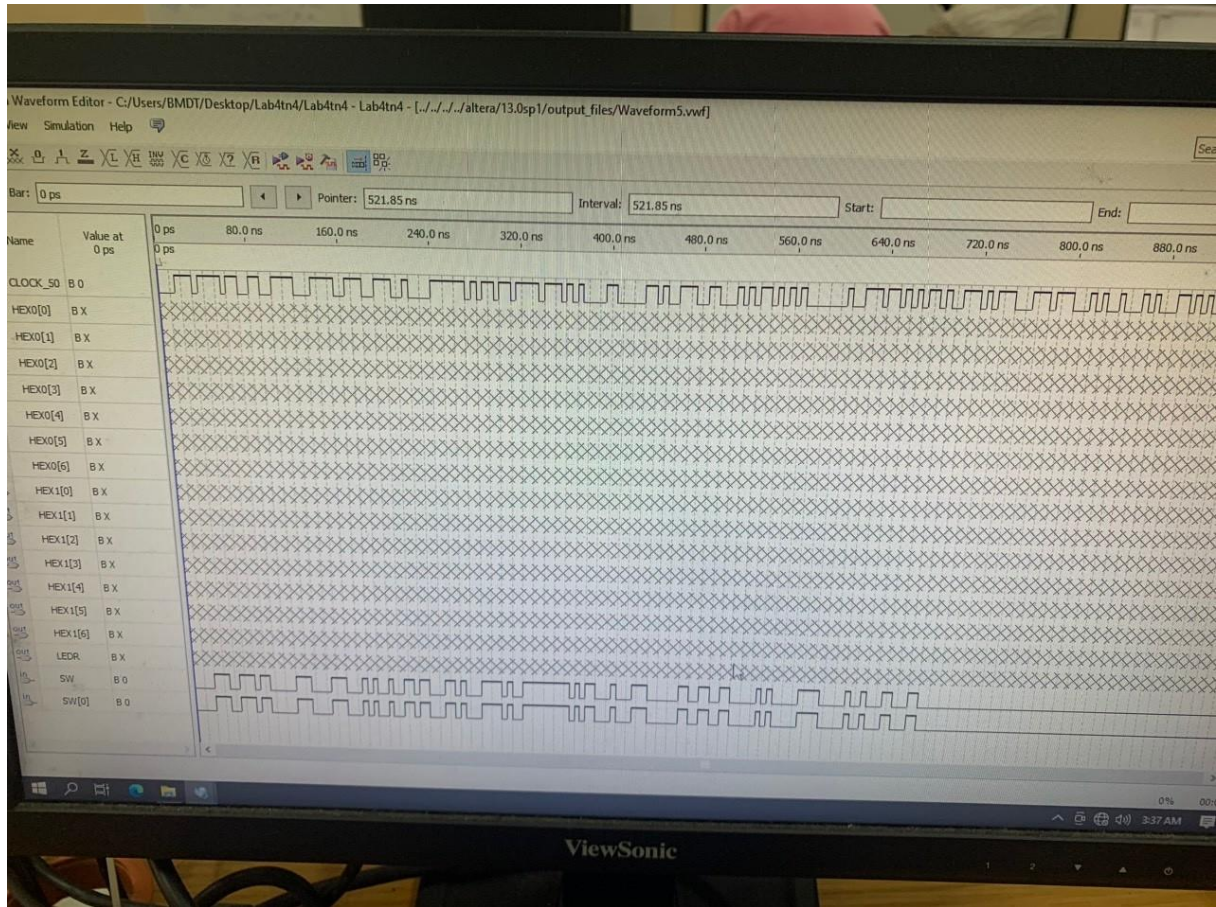 Waveform Editor - C:/Users/BMDT/Desktop/Lab4tn4/Lab4tn4 - Lab4tn4 - [../../../../altera/13.0sp1/output_files/Waveform5.vwf]
View Simulation Help
Sea
Bar: 0 ps Pointer: 521.85 ns Interval: 521.85 ns Start: End:
Name Value at 0 ps
0 ps 80.0 ns 160.0 ns 240.0 ns 320.0 ns 400.0 ns 480.0 ns 560.0 ns 640.0 ns 720.0 ns 800.0 ns 880.0 ns
0 ps
CLOCK_50 B 0
HEX0[0] B X
HEX0[1] B X
HEX0[2] B X
HEX0[3] B X
HEX0[4] B X
HEX0[5] B X
HEX0[6] B X
HEX1[0] B X
HEX1[1] B X
HEX1[2] B X
HEX1[3] B X
HEX1[4] B X
HEX1[5] B X
HEX1[6] B X
LEDR B X
SW B 0
SW[0] B 0
0% 00:
3:37 AM
ViewSonic
1 2